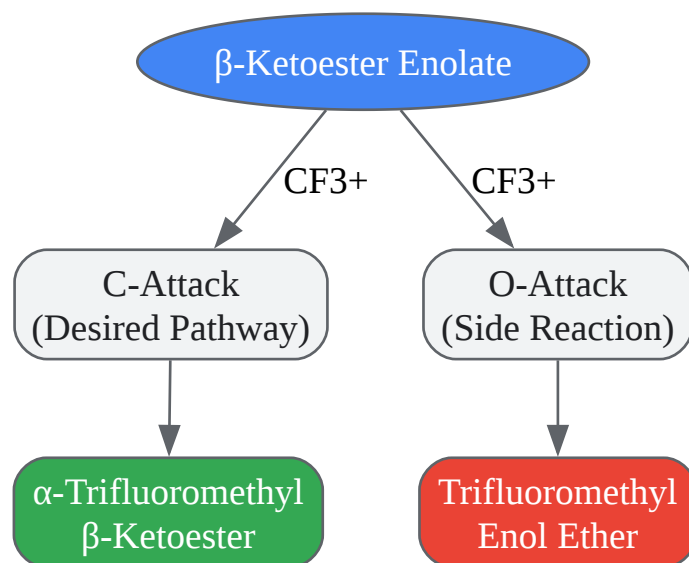 β-Ketoester Enolate
CF3+
CF3+
C-Attack
(Desired Pathway)
O-Attack
(Side Reaction)
α-Trifluoromethyl
β-Ketoester
Trifluoromethyl
Enol Ether